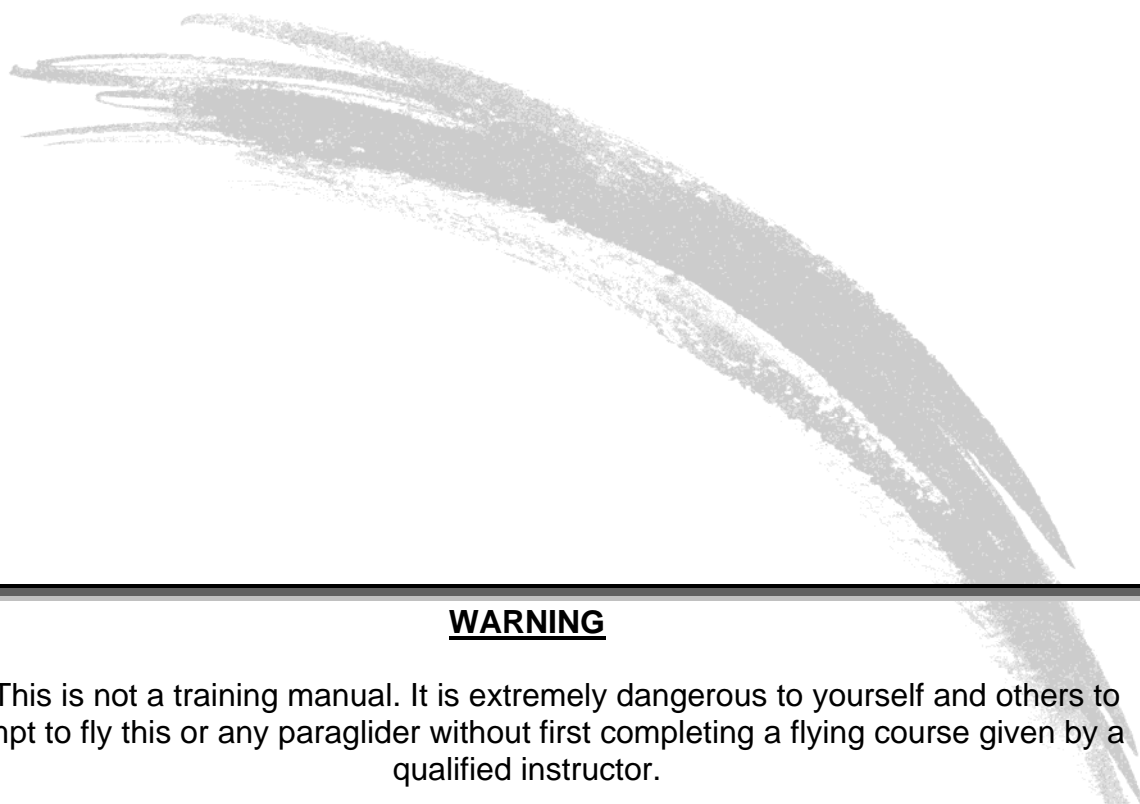 WARNING
This is not a training manual. It is extremely dangerous to yourself and others to
to fly this or any paraglider without first completing a flying course given by a
qualified instructor.